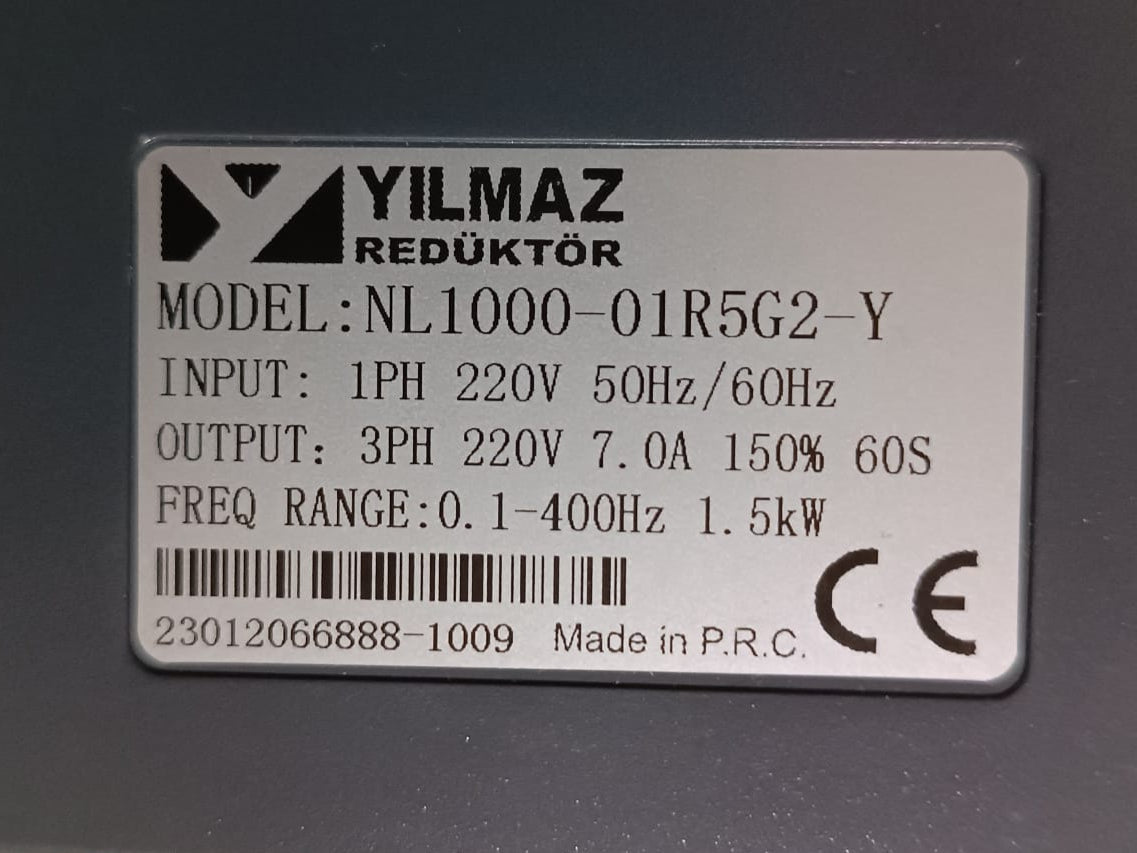 YILMAZ
REDÜKTÖR
MODEL:NL1000-01R5G2-Y
INPUT: 1PH 220V 50Hz/60Hz
OUTPUT: 3PH 220V 7.0A 150% 60S
FREQ RANGE:0.1-400Hz 1.5kW
CE
23012066888-1009 Made in P.R.C.